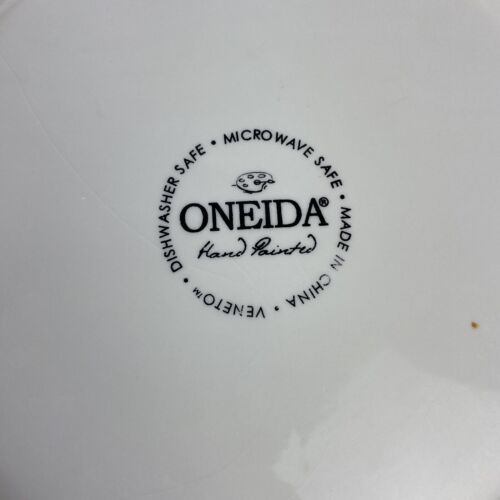 DISHWASHER SAFE • MICROWAVE SAFE • MADE IN CHINA • VENETO™ •
ONEIDA®
Hand Painted